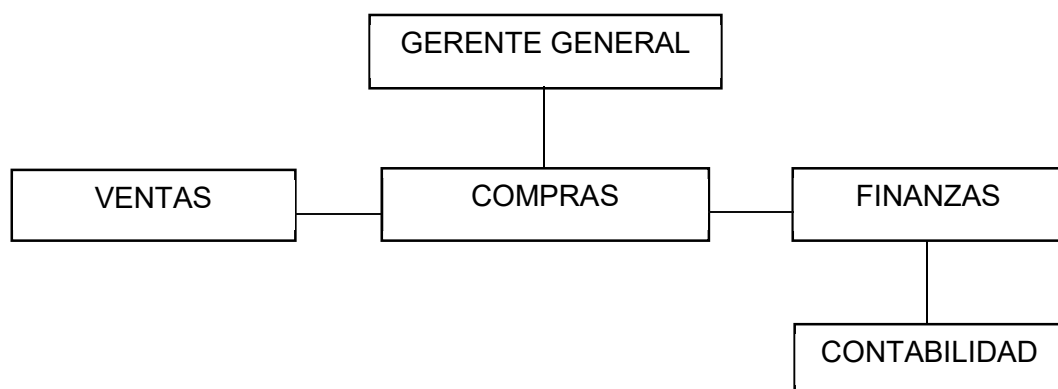 GERENTE GENERAL
VENTAS
COMPRAS
FINANZAS
CONTABILIDAD